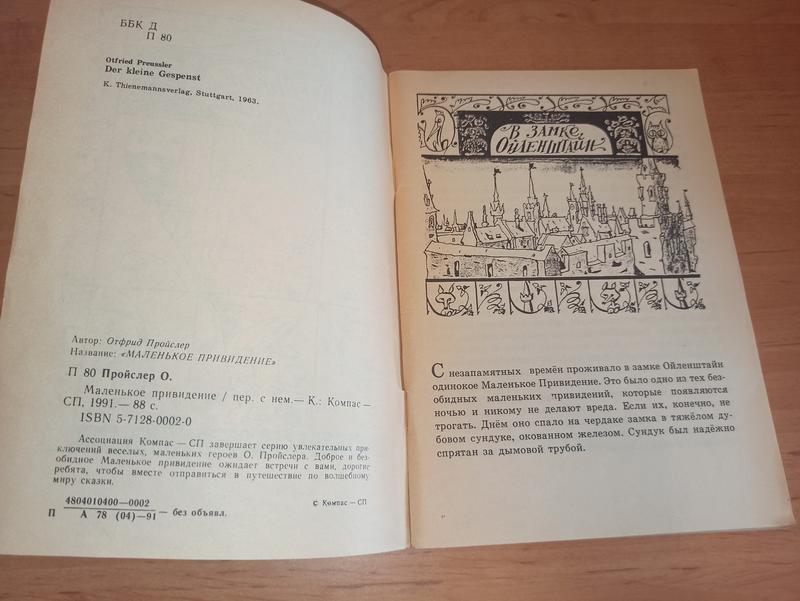 ББК Д
П 80
Otfried Preussler
Der kleine Gespenst
K. Thienemannsverlag, Stuttgart, 1963.
Автор: Отфрид Пройслер
Название: «МАЛЕНЬКОЕ ПРИВИДЕНИЕ»
П 80 Пройслер О.
Маленькое привидение / пер. с нем.— К.: Компас—
СП, 1991.— 88 с.
ISBN 5-7128-0002-0
Ассоциация Компас—СП завершает серию увлекательных при-
ключений веселых, маленьких героев О. Пройслера. Доброе и без-
обидное Маленькое привидение ожидает встречи с вами, дорогие
ребята, чтобы вместе отправиться в путешествие по волшебному
миру сказки.
4804010400—0002
П А 78 (04)—91 — без объявл.
© Компас—СП
В ЗАМКЕ
ОЙЛЕНШТАЙН
С незапамятных времён проживало в замке Ойленштайн
одинокое Маленькое Привидение. Это было одно из тех без-
обидных маленьких привидений, которые появляются
ночью и никому не делают вреда. Если их, конечно, не
трогать. Днём оно спало на чердаке замка в тяжёлом ду-
бовом сундуке, окованном железом. Сундук был надёжно
спрятан за дымовой трубой.